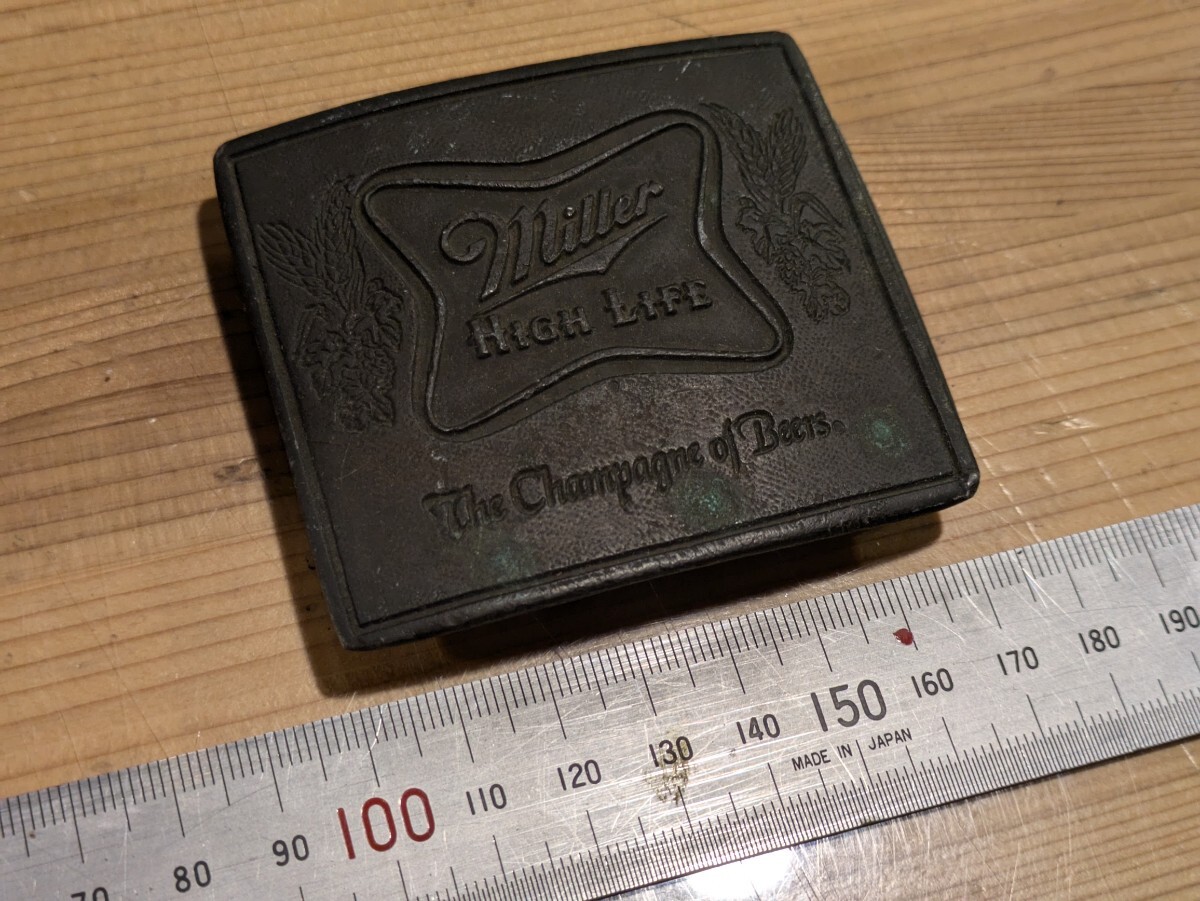 Miller
HIGH LIFE
The Champagne of Beers®
70 80 90 100 110 120 130 140 150 160 170 180 190
MADE IN JAPAN